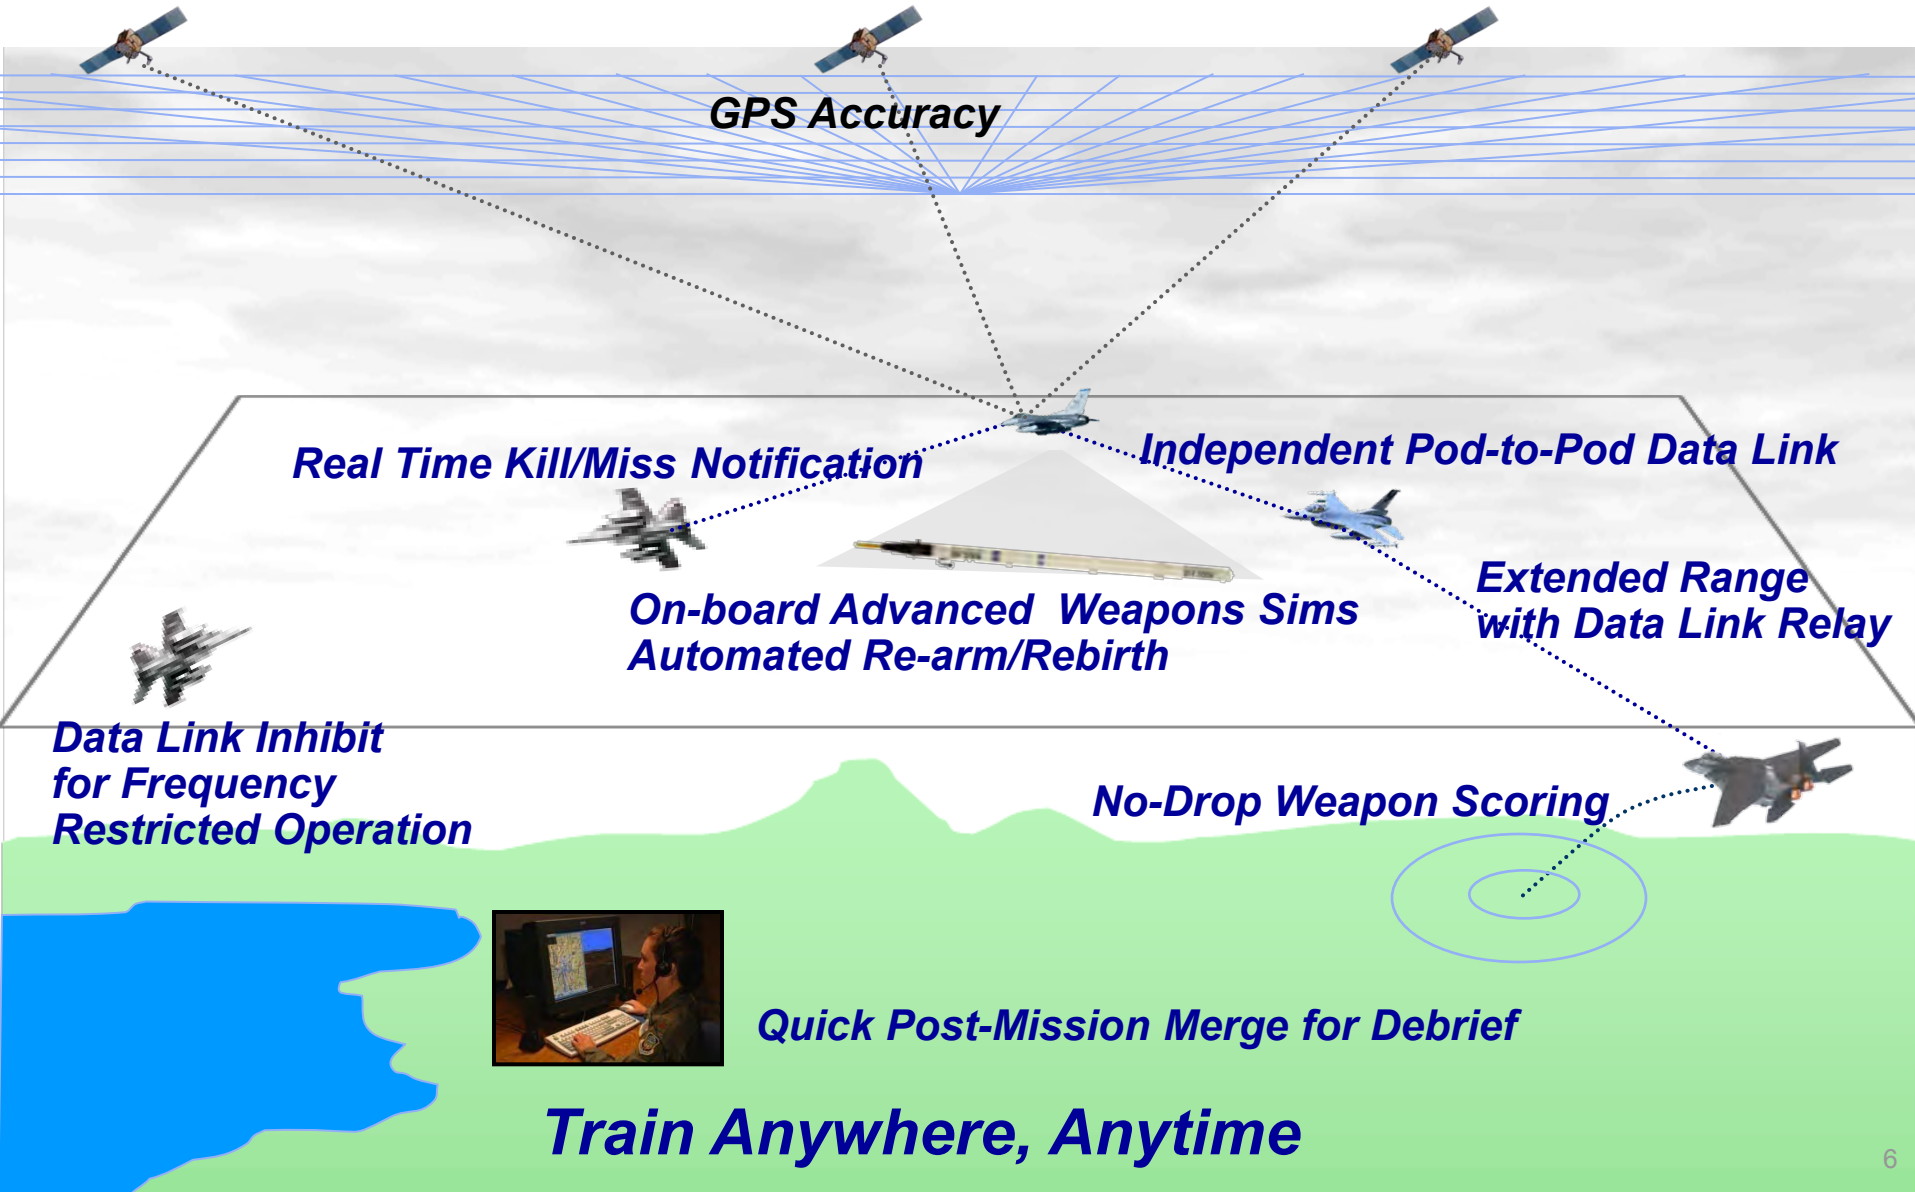 GPS Accuracy
Real Time Kill/Miss Notification
Independent Pod-to-Pod Data Link
Extended Range
with Data Link Relay
On-board Advanced  Weapons Sims
Automated Re-arm/Rebirth
Data Link Inhibit
for Frequency
Restricted Operation
No-Drop Weapon Scoring
Quick Post-Mission Merge for Debrief
Train Anywhere, Anytime
6